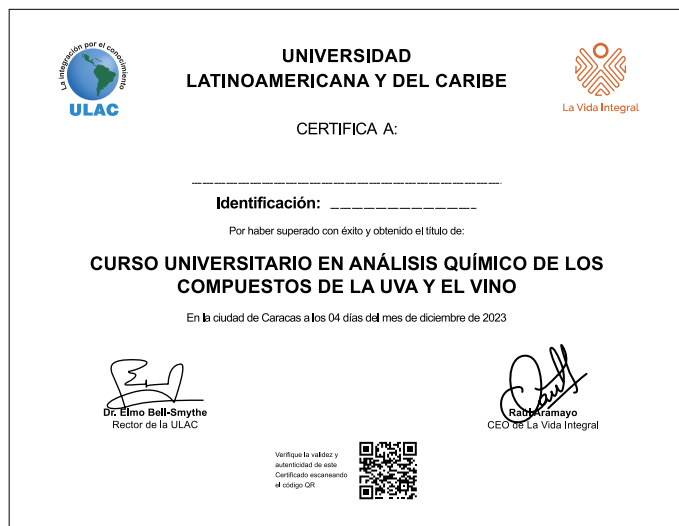 La integración por el conocimiento
ULAC
UNIVERSIDAD
LATINOAMERICANA Y DEL CARIBE
La Vida Integral
CERTIFICA A:
Identificación:
Por haber superado con éxito y obtenido el título de:
CURSO UNIVERSITARIO EN ANÁLISIS QUÍMICO DE LOS
COMPUESTOS DE LA UVA Y EL VINO
En la ciudad de Caracas a los 04 días del mes de diciembre de 2023
Dr. Elmo Bell-Smythe
Rector de la ULAC
Raúl Aramayo
CEO de La Vida Integral
Verifique la validez y
autenticidad de este
Certificado escaneando
el código QR